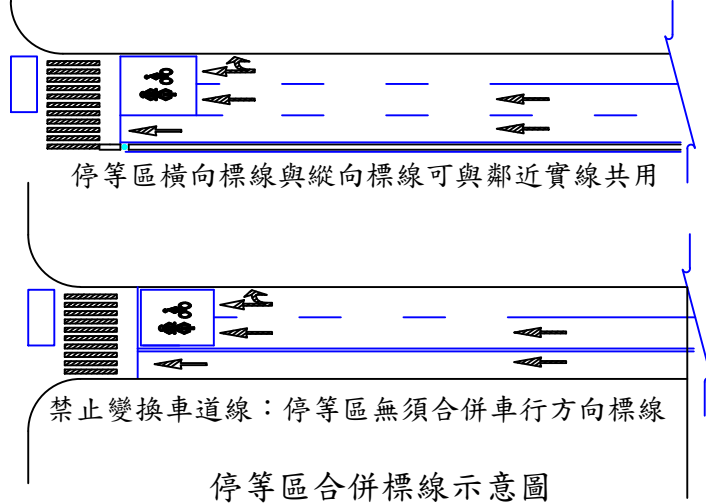 停等區橫向標線與縱向標線可與鄰近實線共用
禁止變換車道線：停等區無須合併車行方向標線
停等區合併標線示意圖